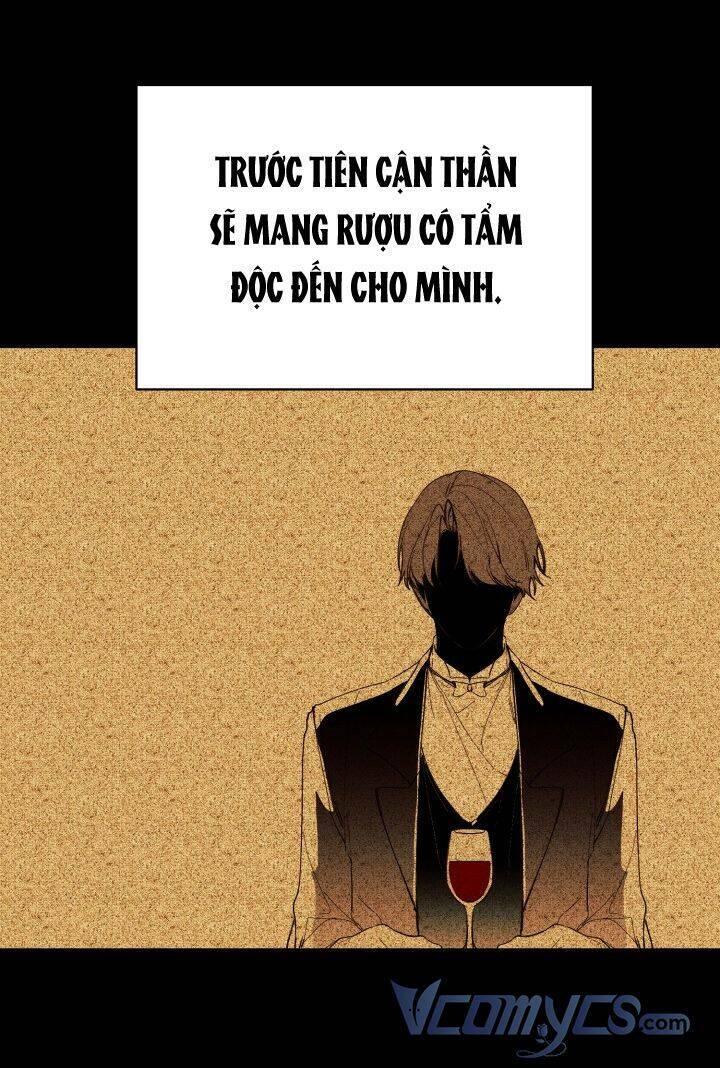 TRƯỚC TIÊN CẬN THẦN
SẼ MANG RƯỢU CÓ TẨM
ĐỘC ĐẾN CHO MÌNH.
VCOMYCS.com